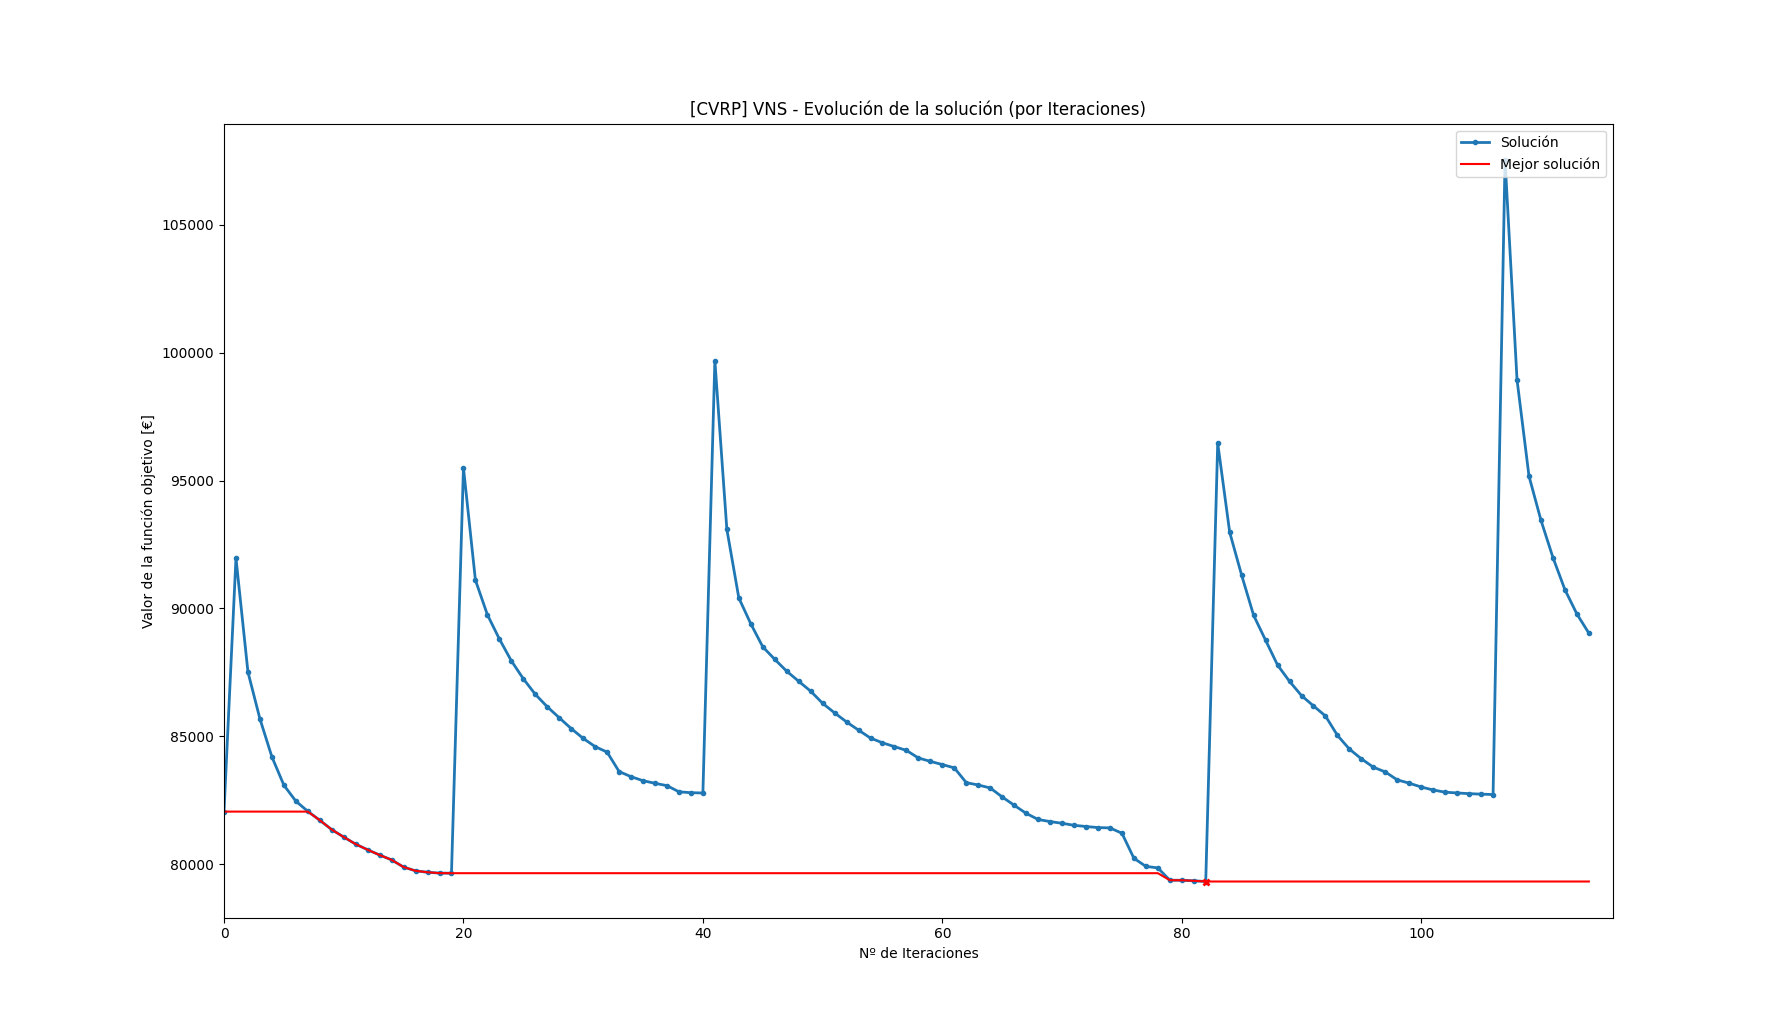 [CVRP] VNS - Evolución de la solución (por Iteraciones)
Solución
Mejor solución
Valor de la función objetivo [€]
105000
100000
95000
90000
85000
80000
0 20 40 60 80 100
Nº de Iteraciones